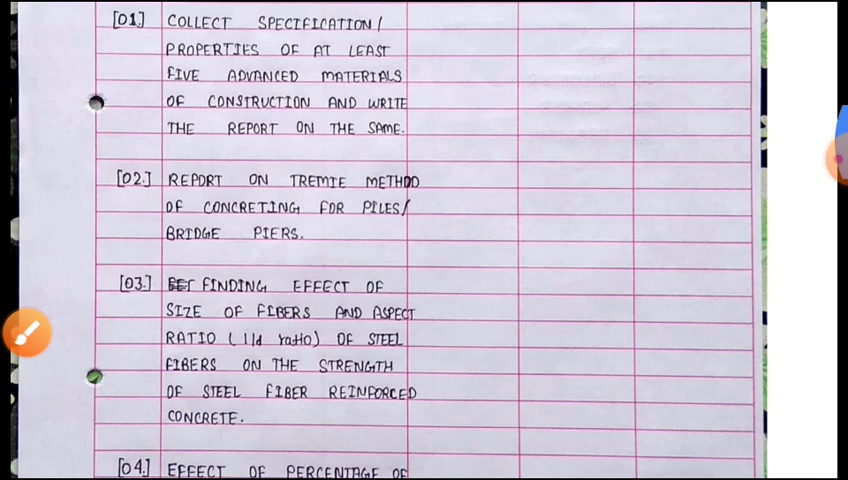 [01.] COLLECT SPECIFICATION/
PROPERTIES OF AT LEAST
FIVE ADVANCED MATERIALS
OF CONSTRUCTION AND WRITE
THE REPORT ON THE SAME.
[02.] REPORT ON TREMIE METHOD
OF CONCRETING FOR PILES/
BRIDGE PIERS.
[03.] FINDING EFFECT OF
SIZE OF FIBERS AND ASPECT
RATIO (l/d ratio) OF STEEL
FIBERS ON THE STRENGTH
OF STEEL FIBER REINFORCED
CONCRETE.
[04.] EFFECT OF PERCENTAGE OF